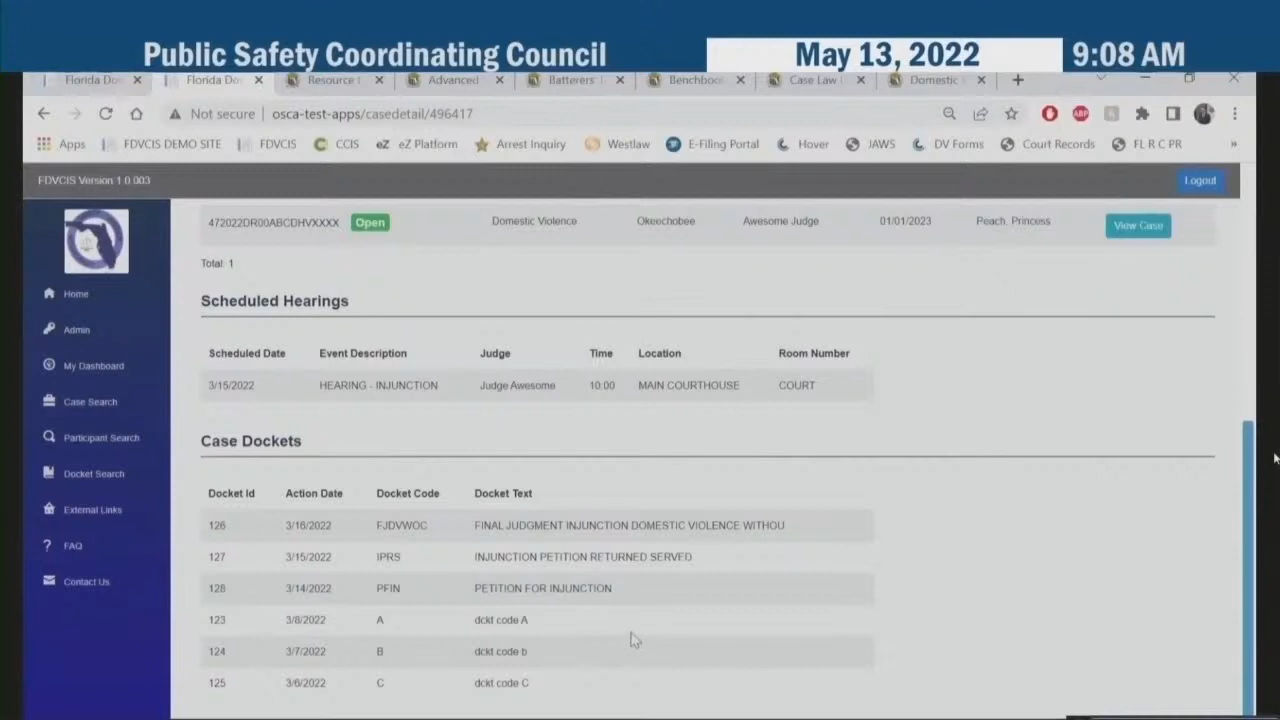 Public Safety Coordinating Council May 13, 2022 9:08 AM
Florida Do Florida Do Resource Advanced Batterers' Benchboo Case Law Domestic
Not secure osca-test-apps/casedetail/496417
Apps FDVCIS DEMO SITE FDVCIS CCIS eZ eZ Platform Arrest Inquiry Westlaw E-Filing Portal Hover JAWS DV Forms Court Records FL R C PR »
FDVCIS Version 1.0.003 Logout
472022DR00ABCDHVXXXX Open Domestic Violence Okeechobee Awesome Judge 01/01/2023 Peach, Princess View Case
Total: 1
Home
Admin
My Dashboard
Case Search
Participant Search
Docket Search
External Links
FAQ
Contact Us
Scheduled Hearings
Scheduled Date Event Description Judge Time Location Room Number
3/15/2022 HEARING - INJUNCTION Judge Awesome 10:00 MAIN COURTHOUSE COURT
Case Dockets
Docket Id Action Date Docket Code Docket Text
126 3/16/2022 FJDVWOC FINAL JUDGMENT INJUNCTION DOMESTIC VIOLENCE WITHOU
127 3/15/2022 IPRS INJUNCTION PETITION RETURNED SERVED
128 3/14/2022 PFIN PETITION FOR INJUNCTION
123 3/8/2022 A dckt code A
124 3/7/2022 B dckt code b
125 3/6/2022 C dckt code C